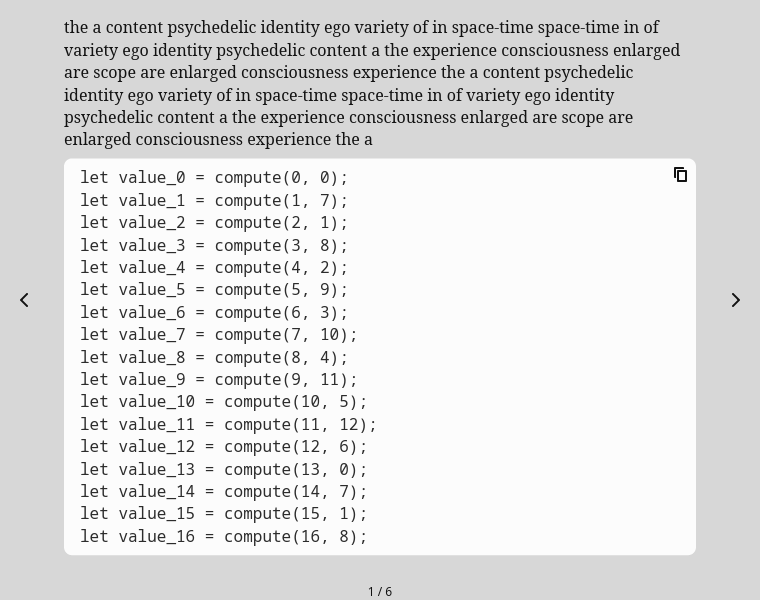 the a content psychedelic identity ego variety of in space-time space-time in of
variety ego identity psychedelic content a the experience consciousness enlarged
are scope are enlarged consciousness experience the a content psychedelic
identity ego variety of in space-time space-time in of variety ego identity
psychedelic content a the experience consciousness enlarged are scope are
enlarged consciousness experience the a
let value_0 = compute(0, 0);
let value_1 = compute(1, 7);
let value_2 = compute(2, 1);
let value_3 = compute(3, 8);
let value_4 = compute(4, 2);
let value_5 = compute(5, 9);
let value_6 = compute(6, 3);
let value_7 = compute(7, 10);
let value_8 = compute(8, 4);
let value_9 = compute(9, 11);
let value_10 = compute(10, 5);
let value_11 = compute(11, 12);
let value_12 = compute(12, 6);
let value_13 = compute(13, 0);
let value_14 = compute(14, 7);
let value_15 = compute(15, 1);
let value_16 = compute(16, 8);
1 / 6